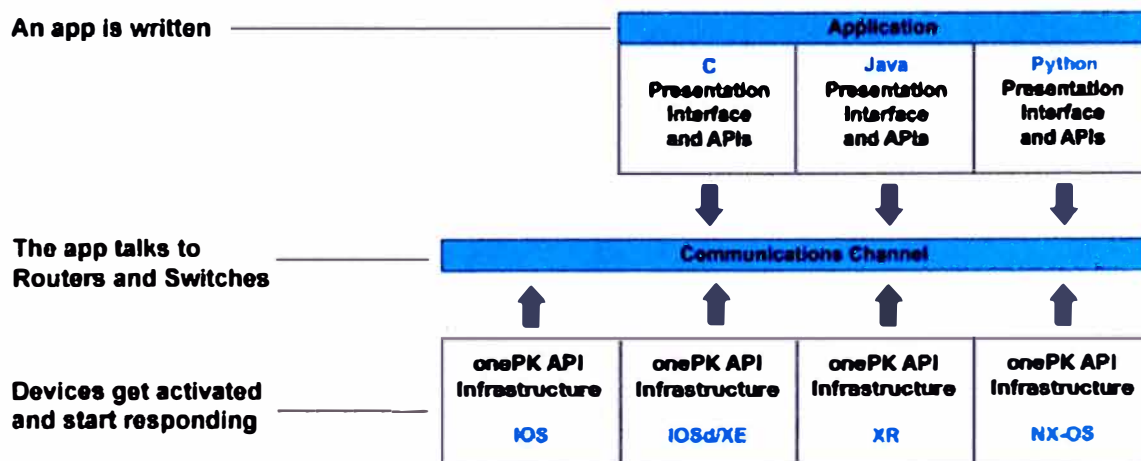 An app is written
Application
C
Presentation
Interface
and APIs
Java
Presentation
Interface
and APIs
Python
Presentation
Interface
and APIs
The app talks to
Routers and Switches
Communications Channel
Devices get activated
and start responding
onePK API
Infrastructure
IOS
onePK API
Infrastructure
IOSd/XE
onePK API
Infrastructure
XR
onePK API
Infrastructure
NX-OS